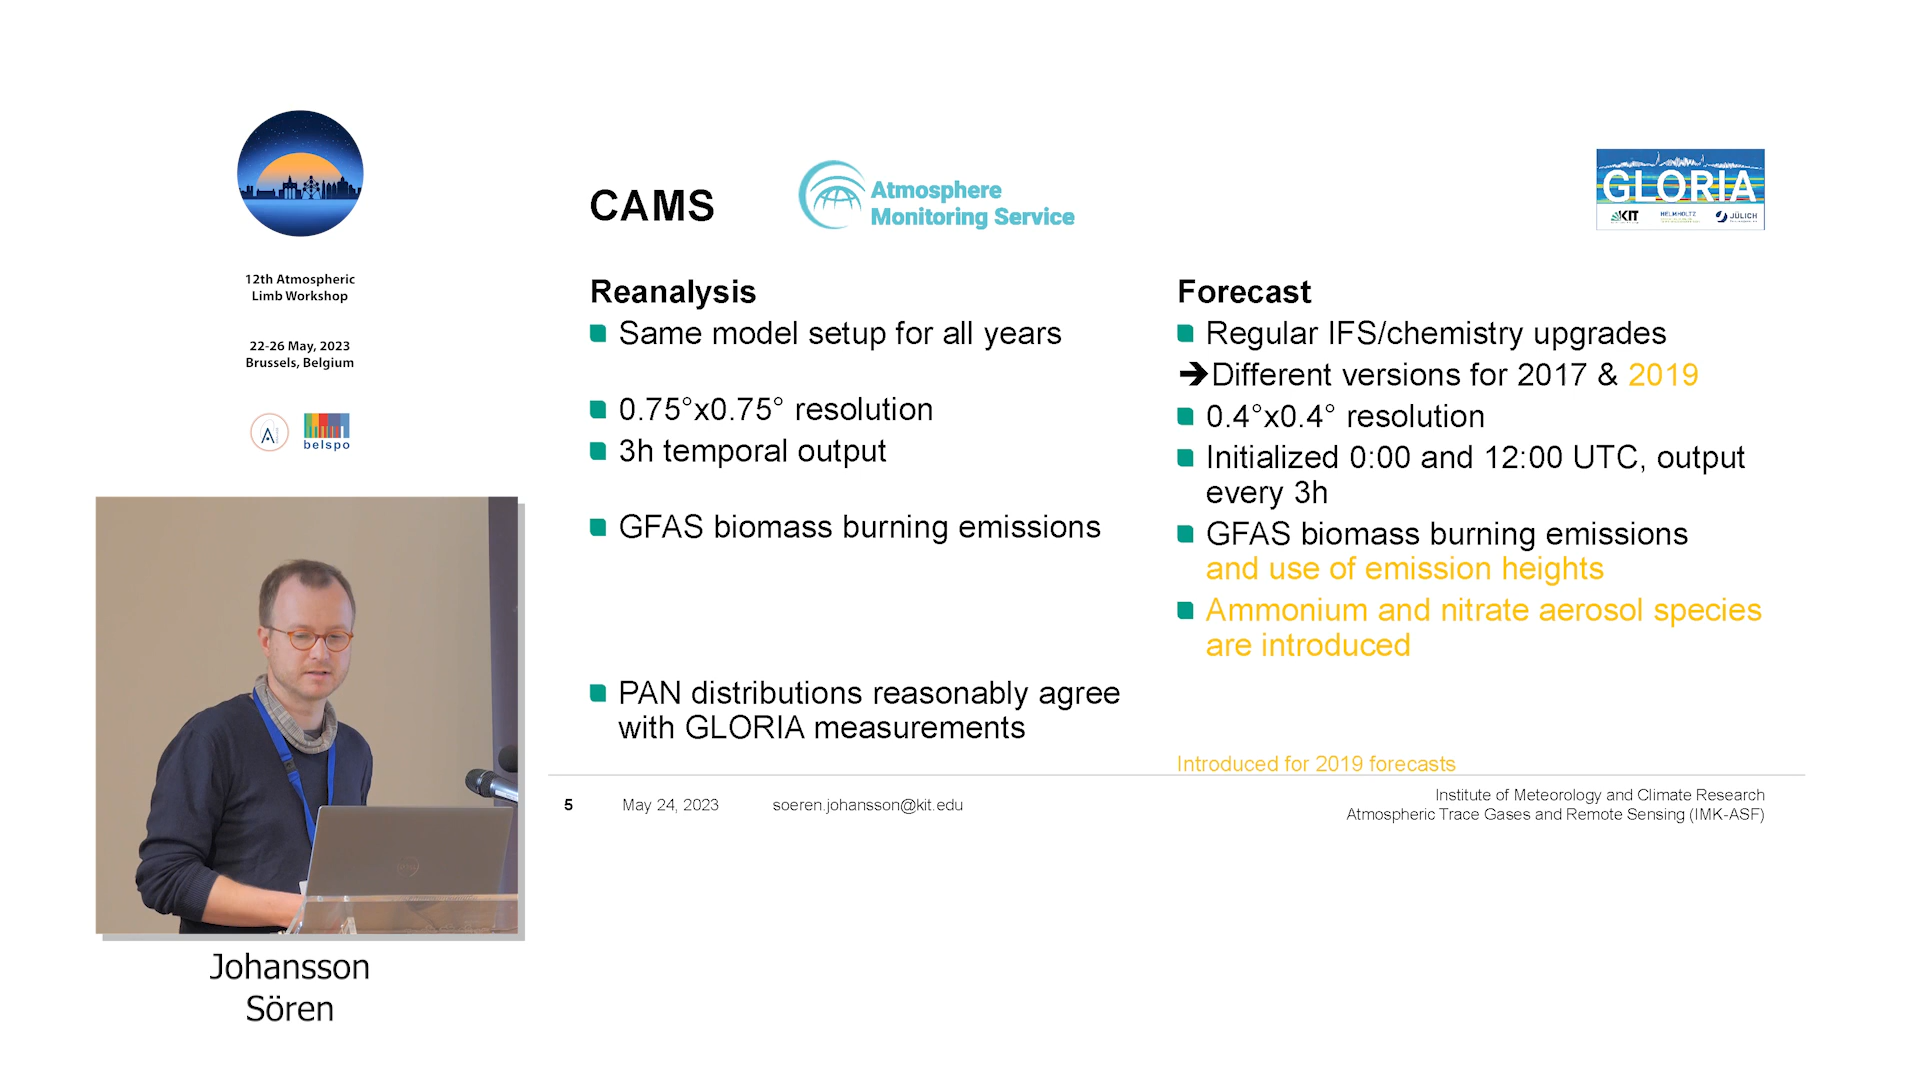 12th Atmospheric
Limb Workshop
22-26 May, 2023
Brussels, Belgium
belspo
Johansson
Sören
CAMS
Atmosphere
Monitoring Service
GLORIA
KIT
HELMHOLTZ
JÜLICH
Reanalysis
Same model setup for all years
0.75°x0.75° resolution
3h temporal output
GFAS biomass burning emissions
PAN distributions reasonably agree
with GLORIA measurements
Forecast
Regular IFS/chemistry upgrades
➔Different versions for 2017 & 2019
0.4°x0.4° resolution
Initialized 0:00 and 12:00 UTC, output
every 3h
GFAS biomass burning emissions
and use of emission heights
Ammonium and nitrate aerosol species
are introduced
Introduced for 2019 forecasts
5 May 24, 2023 soeren.johansson@kit.edu
Institute of Meteorology and Climate Research
Atmospheric Trace Gases and Remote Sensing (IMK-ASF)